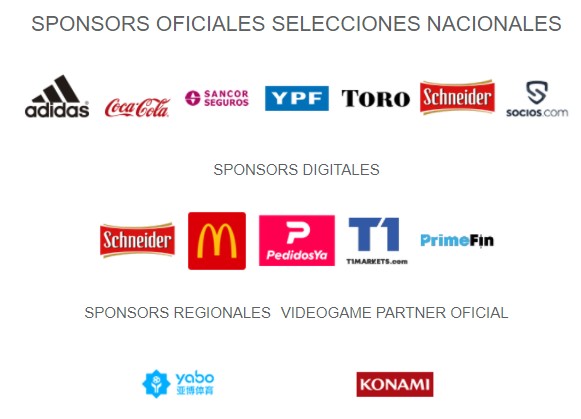 SPONSORS OFICIALES SELECCIONES NACIONALES
adidas Coca-Cola SANCOR SEGUROS YPF TORO Schneider socios.com
SPONSORS DIGITALES
Schneider PedidosYa T1 T1MARKETS.com PrimeFin
SPONSORS REGIONALES VIDEOGAME PARTNER OFICIAL
yabo 亚博体育 KONAMI